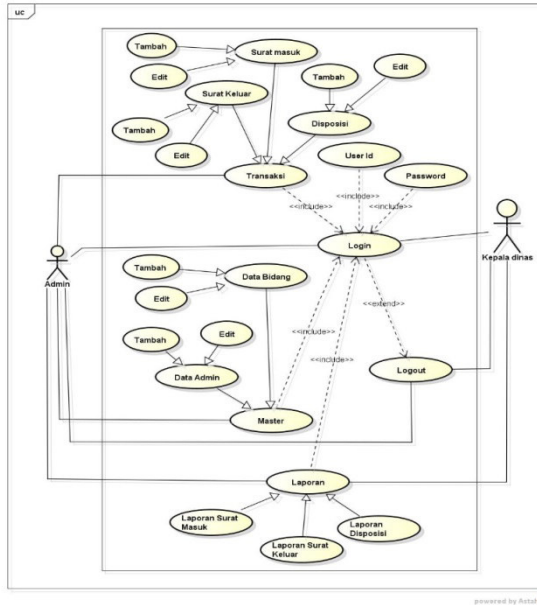 uc
Tambah
Surat masuk
Edit
Tambah
Edit
Surat Keluar
Tambah
Disposisi
Edit
User Id
Transaksi
Password
<<include>>
<<include>>
<<include>>
Login
Kepala dinas
Admin
Tambah
Data Bidang
Edit
<<extend>>
<<include>>
Tambah
Edit
<<include>>
Data Admin
Logout
Master
Laporan
Laporan Surat
Masuk
Laporan
Disposisi
Laporan Surat
Keluar
powered by Astah